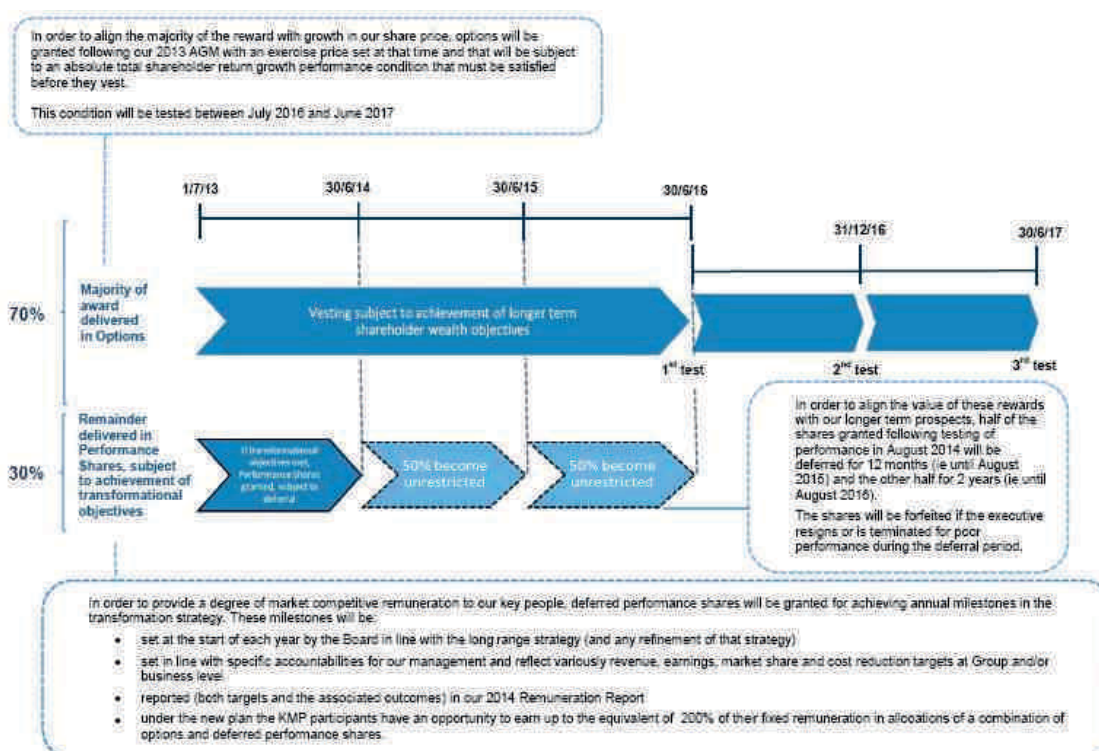 In order to align the majority of the reward with growth in our share price, options will be
granted following our 2013 AGM with an exercise price set at that time and that will be subject
to an absolute total shareholder return growth performance condition that must be satisfied
before they vest.
This condition will be tested between July 2016 and June 2017
1/7/13
30/6/14
30/6/15
30/6/16
31/12/16
30/6/17
70%
Majority of
award
delivered
in Options
Vesting subject to achievement of longer term
shareholder wealth objectives
1st test
2nd test
3rd test
30%
Remainder
delivered in
Performance
Shares, subject
to achievement of
transformational
objectives
If transformational
objectives met,
Performance Shares
granted, subject to
deferral
50% become
unrestricted
50% become
unrestricted
In order to align the value of these rewards
with our longer term prospects, half of the
shares granted following testing of
performance in August 2014 will be
deferred for 12 months (ie until August
2015) and the other half for 2 years (ie until
August 2016).
The shares will be forfeited if the executive
resigns or is terminated for poor
performance during the deferral period.
In order to provide a degree of market competitive remuneration to our key people, deferred performance shares will be granted for achieving annual milestones in the
transformation strategy. These milestones will be:
• set at the start of each year by the Board in line with the long range strategy (and any refinement of that strategy)
• set in line with specific accountabilities for our management and reflect variously revenue, earnings, market share and cost reduction targets at Group and/or
business level
• reported (both targets and the associated outcomes) in our 2014 Remuneration Report
• under the new plan the KMP participants have an opportunity to earn up to the equivalent of 200% of their fixed remuneration in allocations of a combination of
options and deferred performance shares.